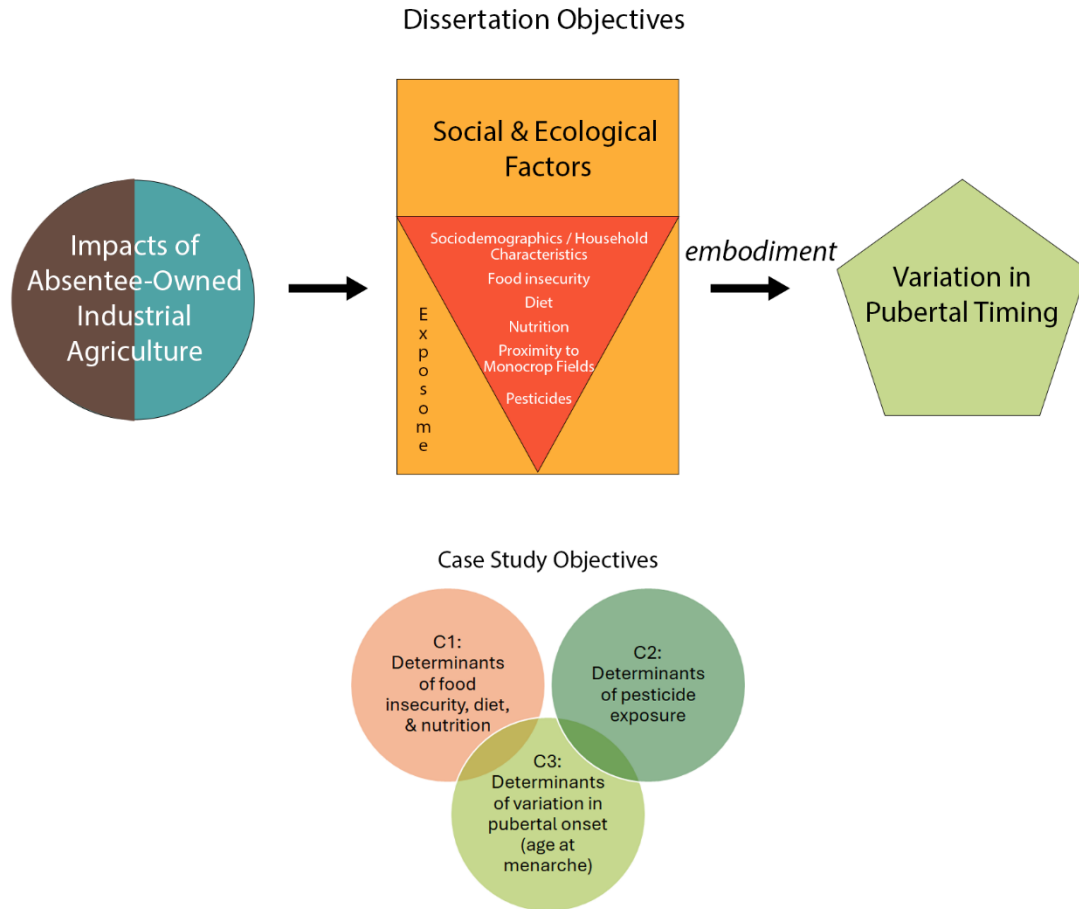 Dissertation Objectives
Impacts of
Absentee-Owned
Industrial
Agriculture
Social & Ecological
Factors
Sociodemographics / Household
Characteristics
Food insecurity
Diet
Nutrition
Proximity to
Monocrop Fields
Pesticides
Exposome
embodiment
Variation in
Pubertal Timing
Case Study Objectives
C1:
Determinants
of food
insecurity, diet,
& nutrition
C2:
Determinants
of pesticide
exposure
C3:
Determinants
of variation in
pubertal onset
(age at
menarche)